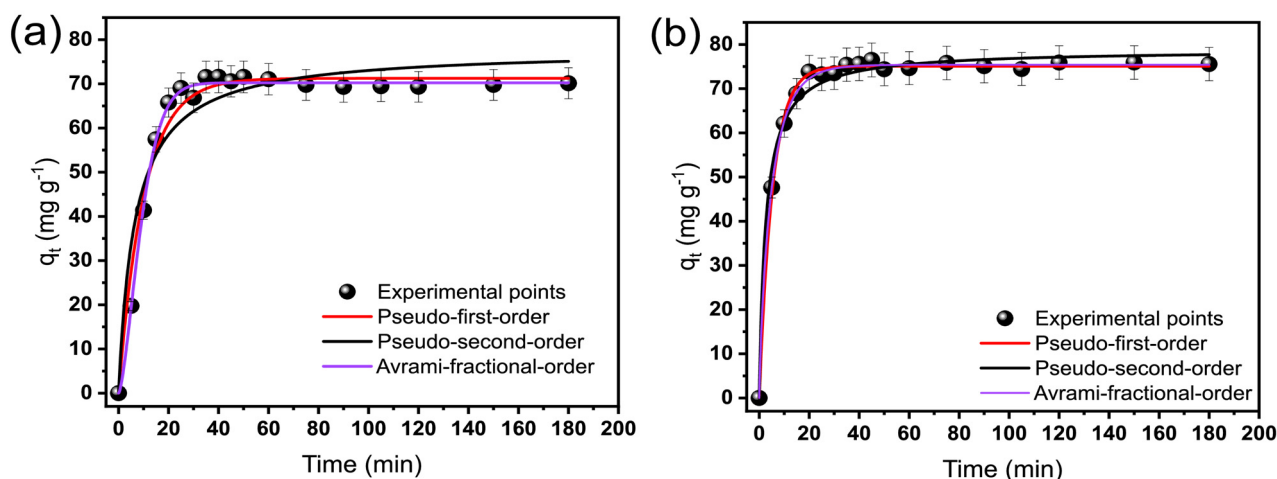 (a)
80
70
60
50
40
30
20
10
0
qt (mg g-1)
Experimental points
Pseudo-first-order
Pseudo-second-order
Avrami-fractional-order
0 20 40 60 80 100 120 140 160 180 200
Time (min)
(b)
80
70
60
50
40
30
20
10
0
qt (mg g-1)
Experimental points
Pseudo-first-order
Pseudo-second-order
Avrami-fractional-order
0 20 40 60 80 100 120 140 160 180 200
Time (min)